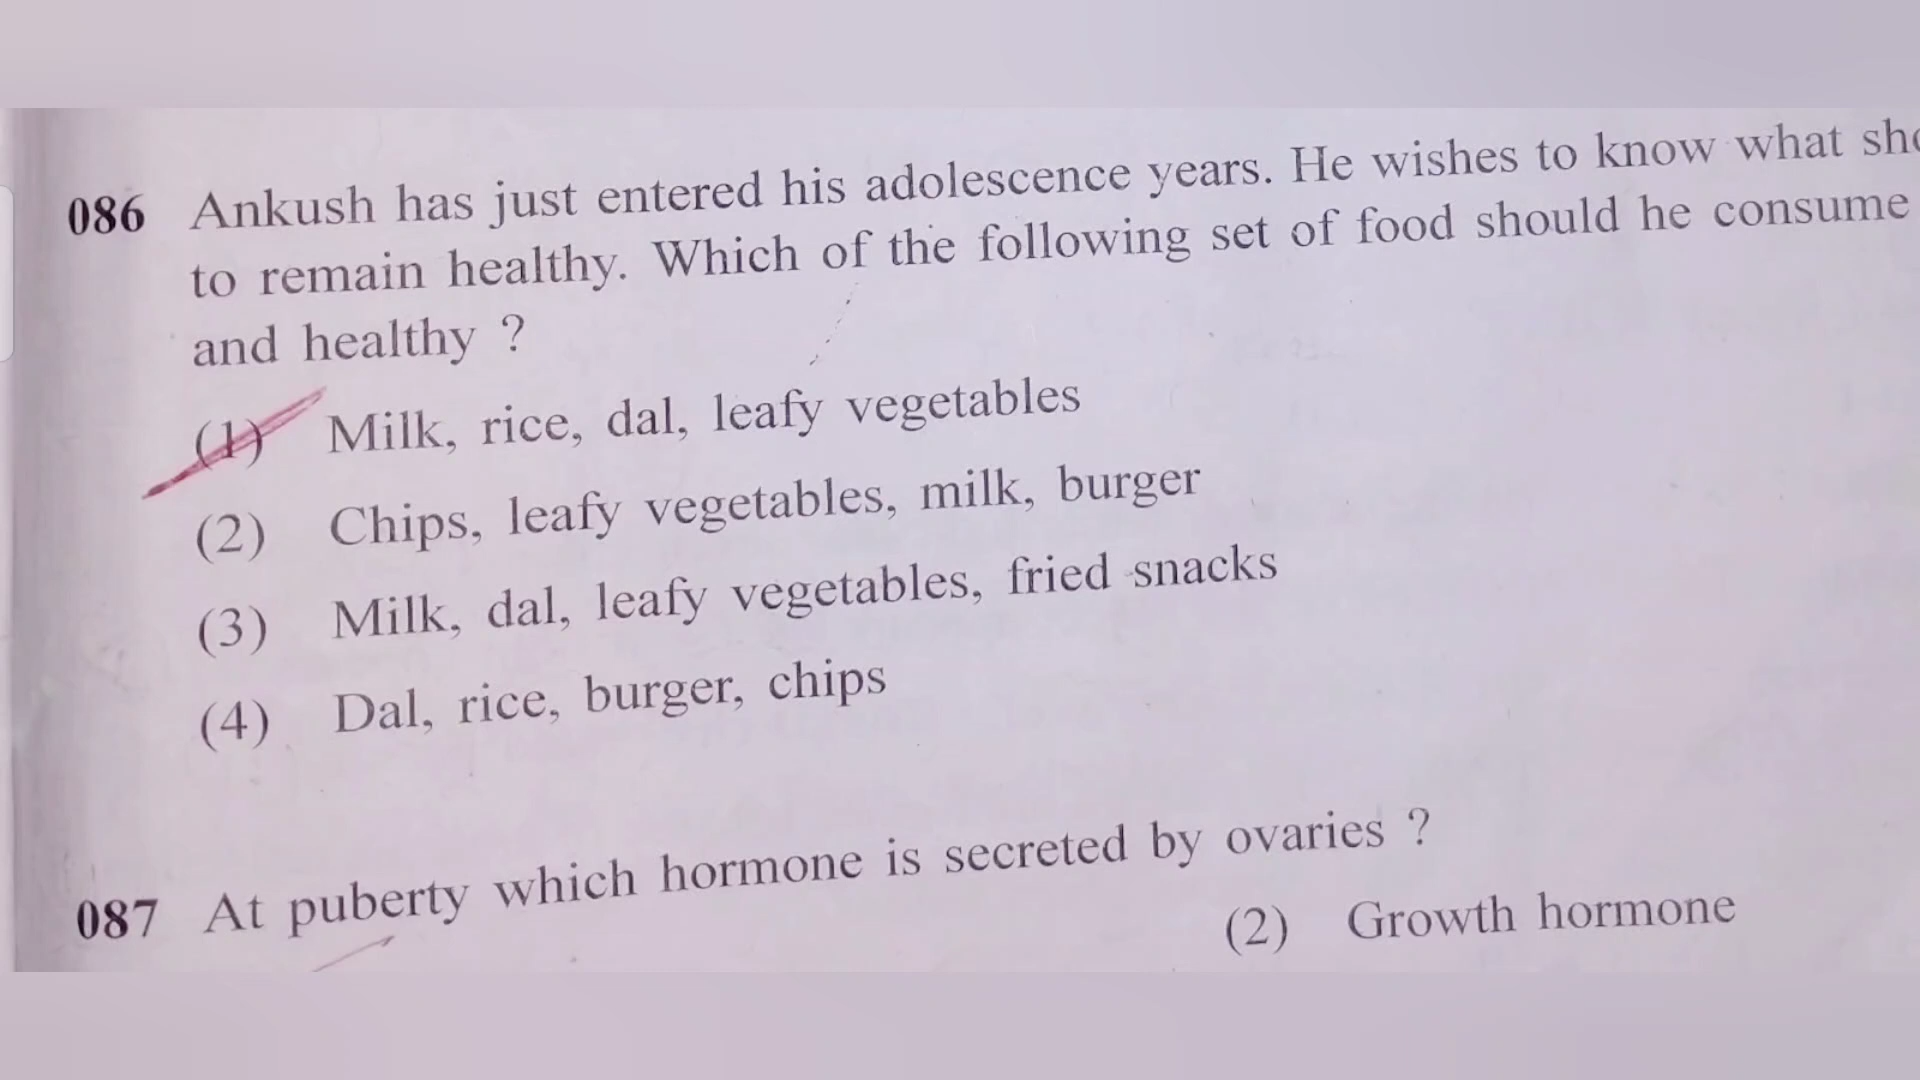 086 Ankush has just entered his adolescence years. He wishes to know what
to remain healthy. Which of the following set of food should he consume
and healthy ?
(1) Milk, rice, dal, leafy vegetables
(2) Chips, leafy vegetables, milk, burger
(3) Milk, dal, leafy vegetables, fried snacks
(4) Dal, rice, burger, chips
087 At puberty which hormone is secreted by ovaries ?
(2) Growth hormone